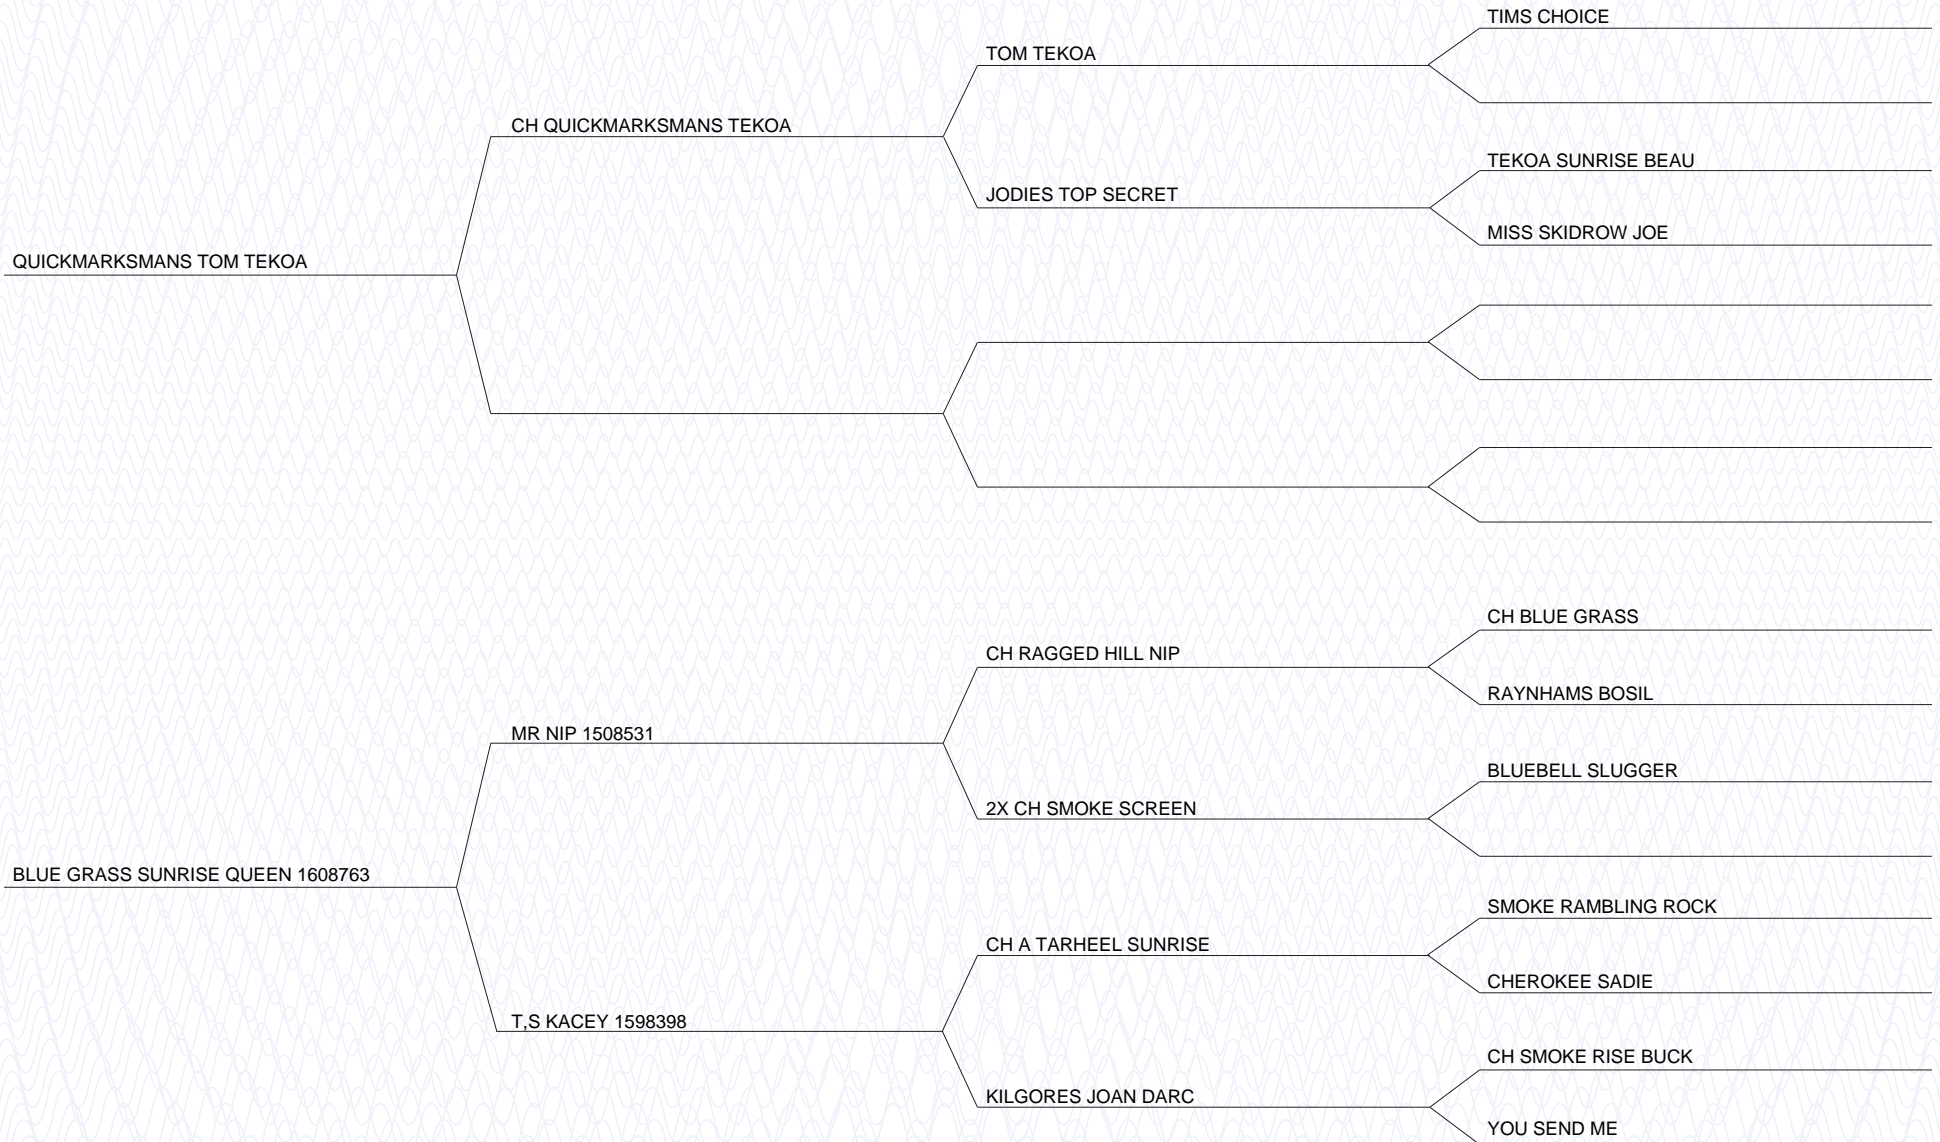 TIMS CHOICE
TOM TEKOA
CH QUICKMARKSMANS TEKOA
TEKOA SUNRISE BEAU
JODIES TOP SECRET
MISS SKIDROW JOE
QUICKMARKSMANS TOM TEKOA
CH BLUE GRASS
CH RAGGED HILL NIP
RAYNHAMS BOSIL
MR NIP 1508531
BLUEBELL SLUGGER
2X CH SMOKE SCREEN
BLUE GRASS SUNRISE QUEEN 1608763
SMOKE RAMBLING ROCK
CH A TARHEEL SUNRISE
CHEROKEE SADIE
T,S KACEY 1598398
CH SMOKE RISE BUCK
KILGORES JOAN DARC
YOU SEND ME